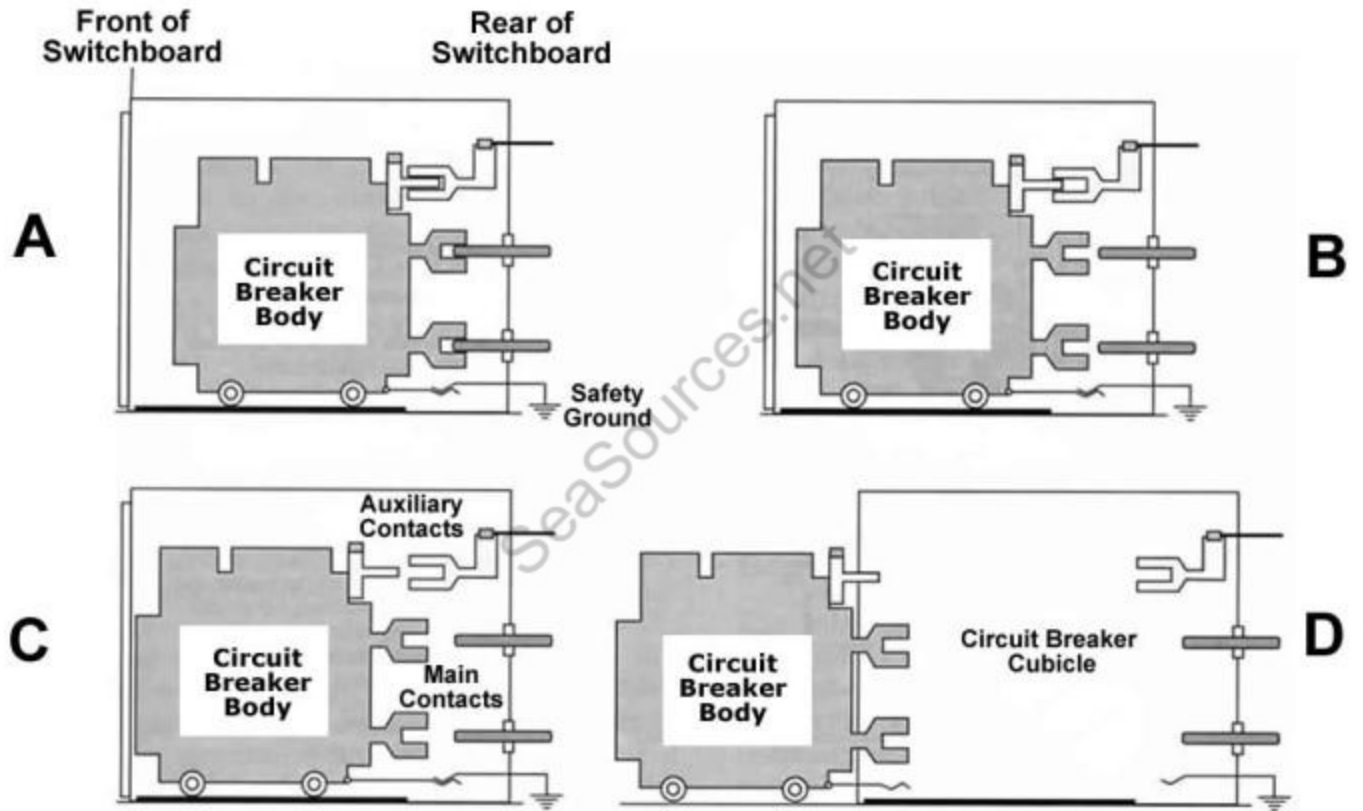 Front of
Switchboard
Rear of
Switchboard
A
Circuit
Breaker
Body
Safety
Ground
B
Circuit
Breaker
Body
SeaSources.net
C
Auxiliary
Contacts
Circuit
Breaker
Body
Main
Contacts
D
Circuit
Breaker
Body
Circuit Breaker
Cubicle